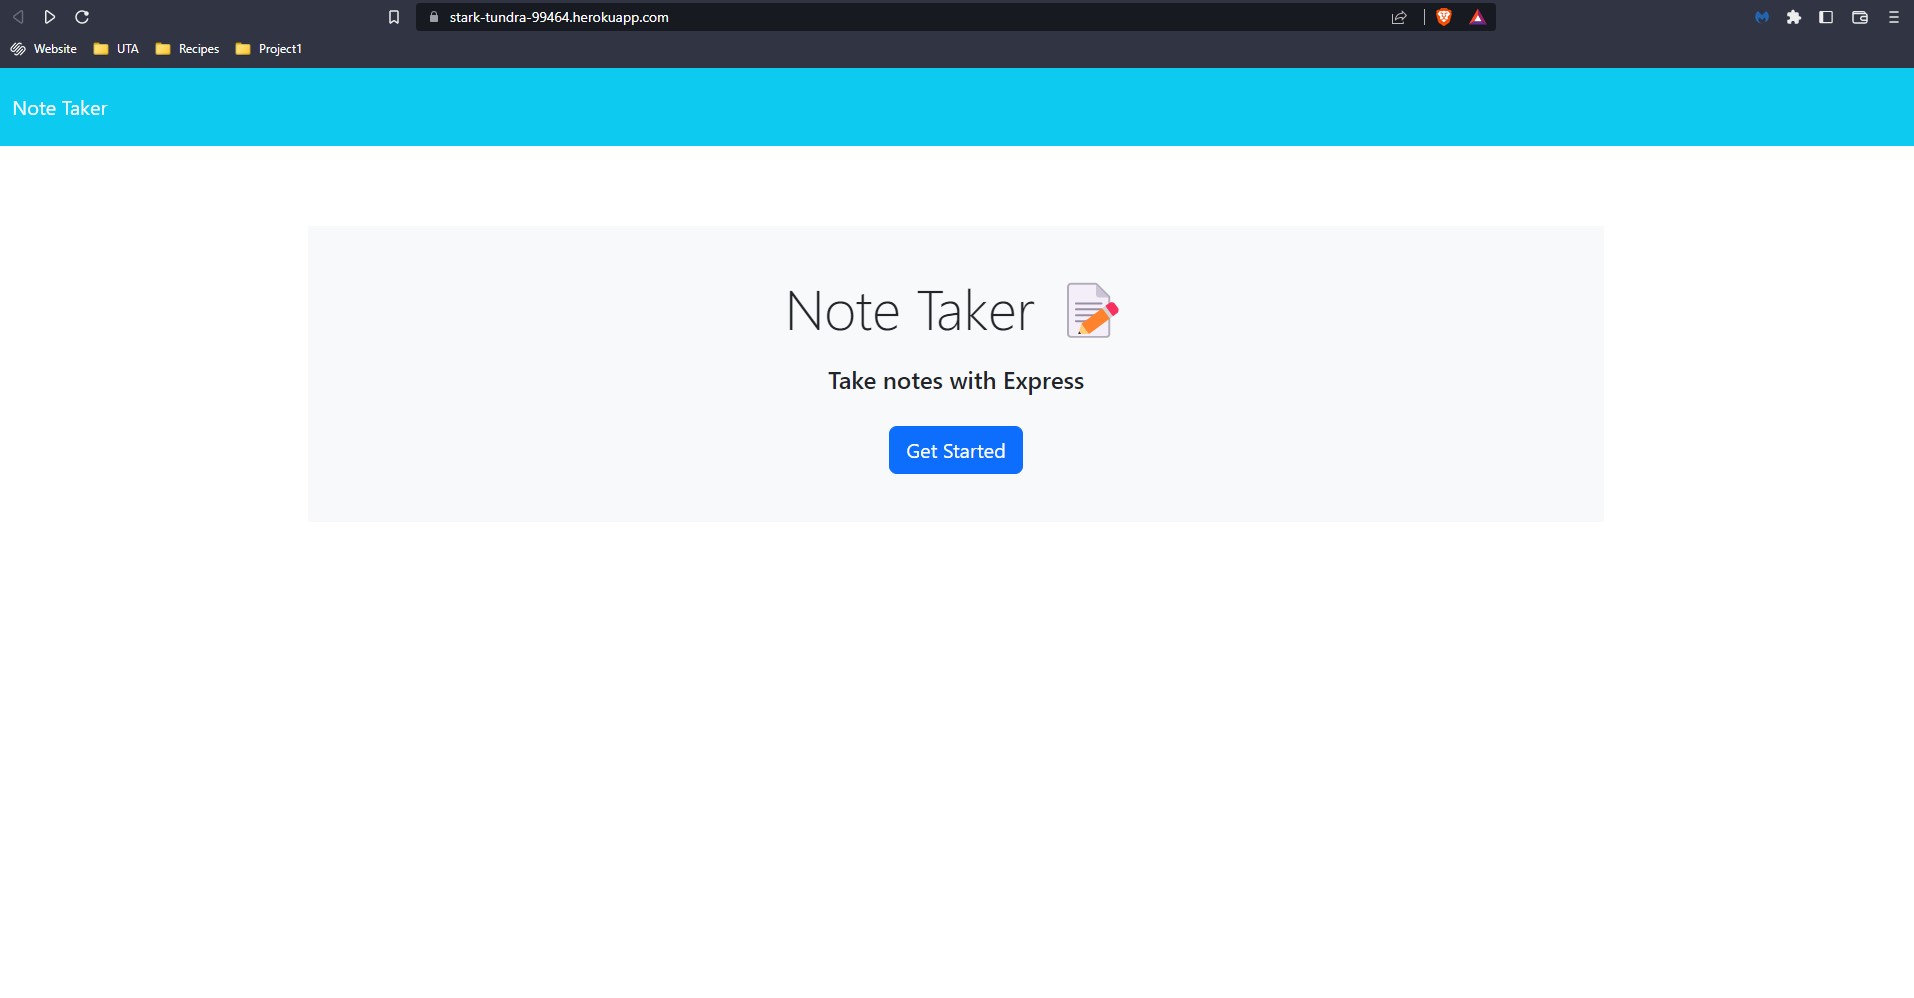 stark-tundra-99464.herokuapp.com
Website UTA Recipes Project1
Note Taker
Note Taker
Take notes with Express
Get Started